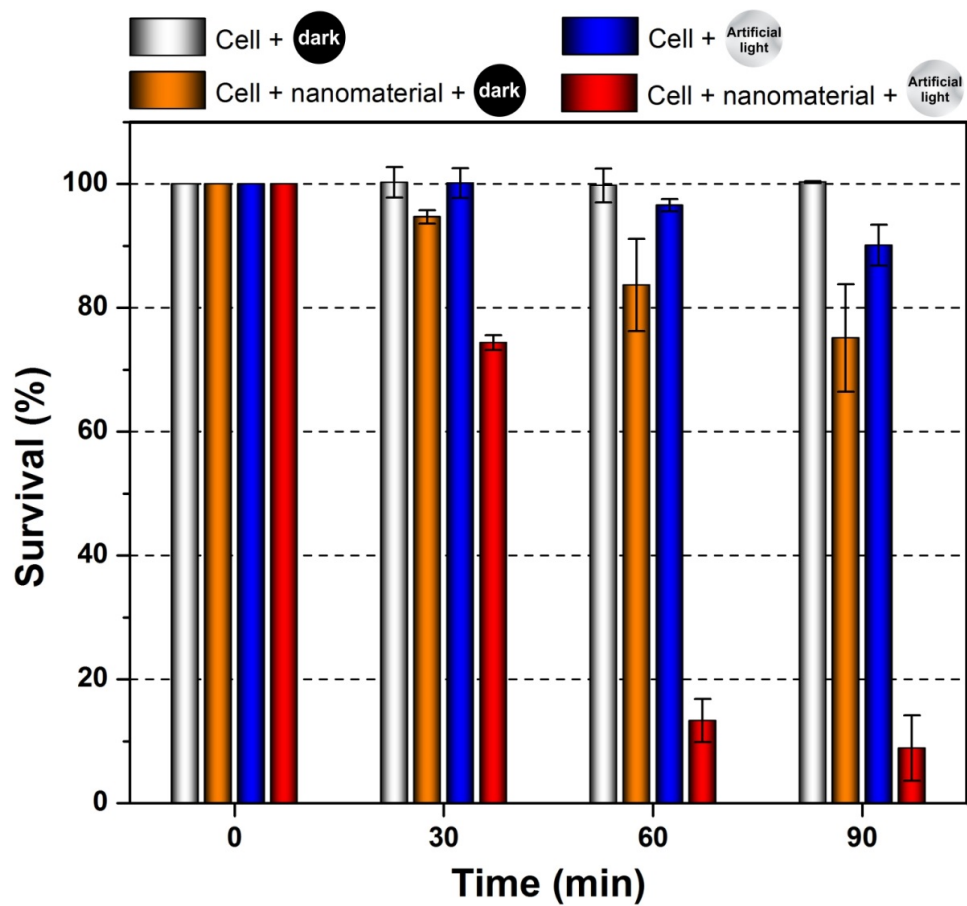 Cell + dark
Cell + Artificial light
Cell + nanomaterial + dark
Cell + nanomaterial + Artificial light
100
80
60
40
20
0
Survival (%)
0 30 60 90
Time (min)